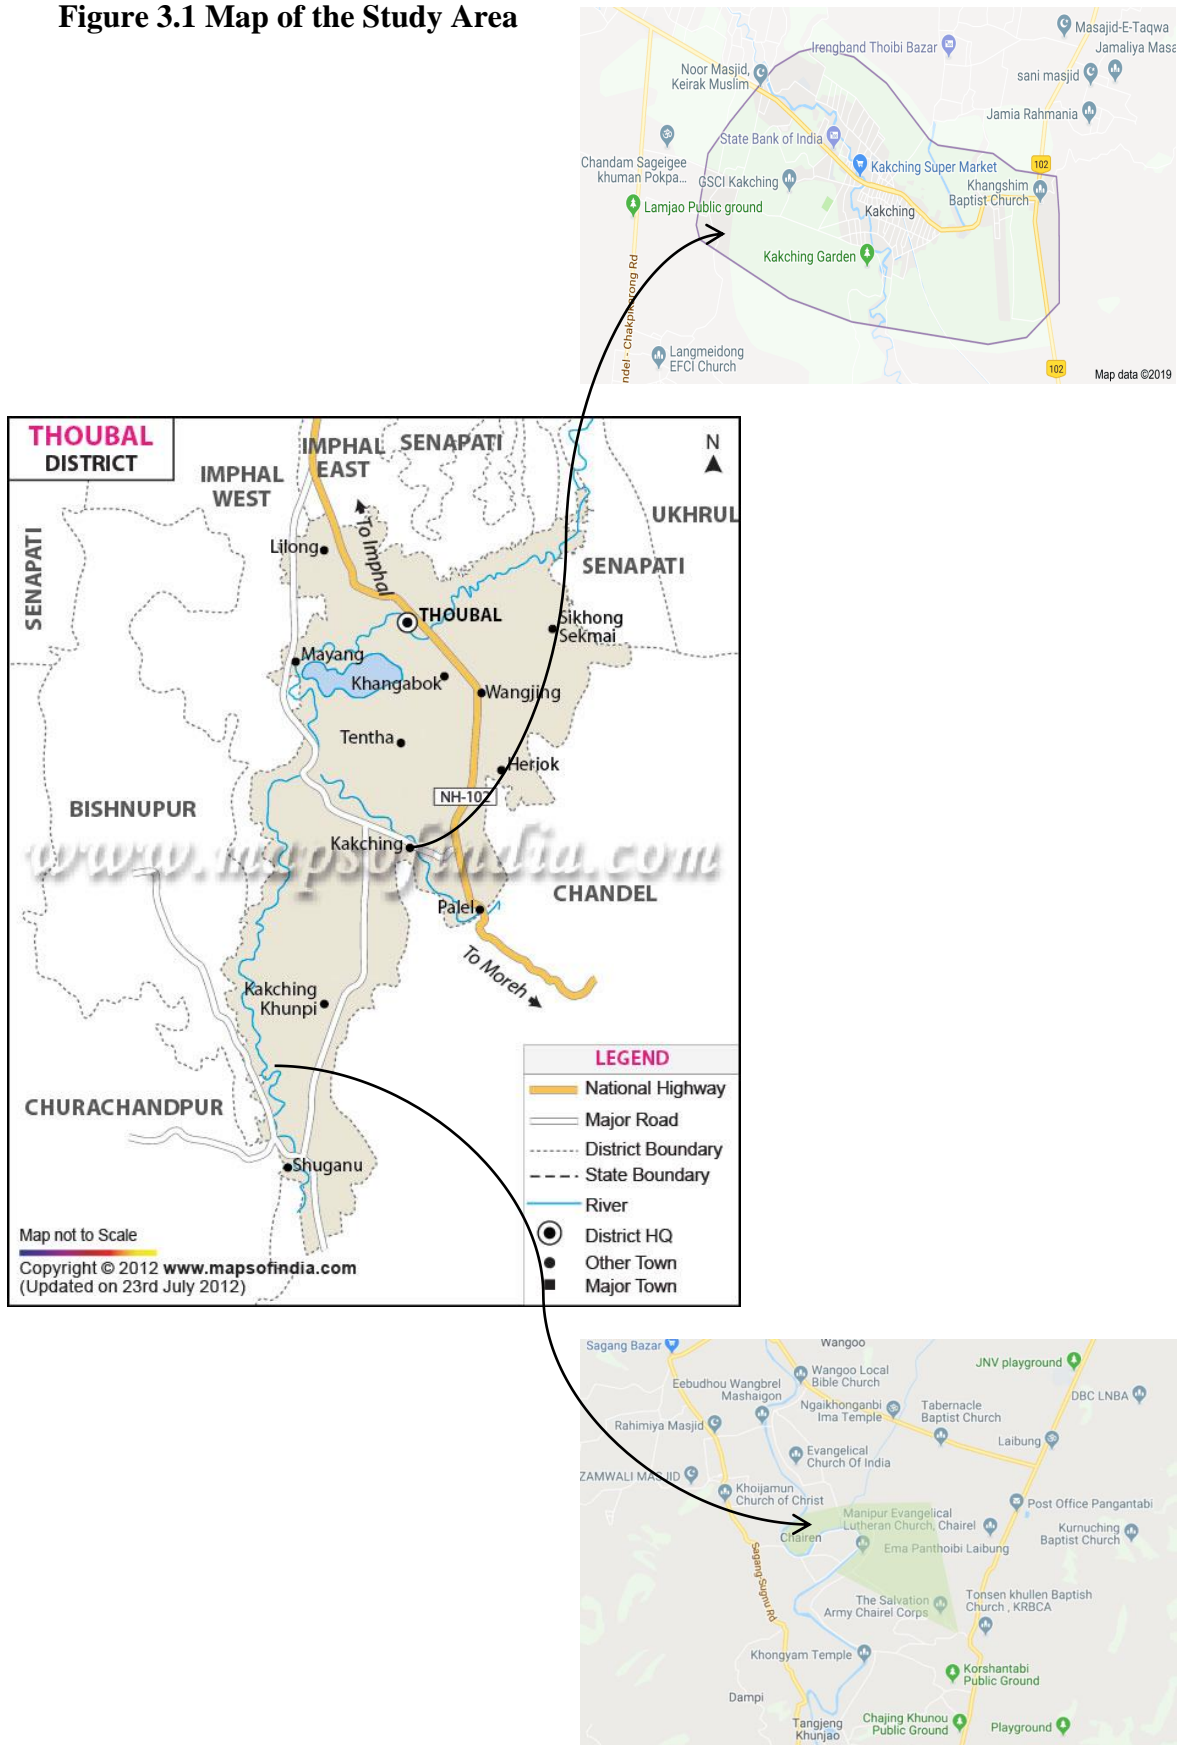 Figure 3.1 Map of the Study Area
Masajid-E-Taqwa
Irengband Thoibi Bazar
Jamaliya Masa
Noor Masjid,
Keirak Muslim
sani masjid
Jamia Rahmania
State Bank of India
Chandam Sageigee
khuman Pokpa...
Kakching Super Market
102
GSCI Kakching
Khangshim
Baptist Church
Lamjao Public ground
Kakching
Kakching Garden
ndel - Chakpikarong Rd
Langmeidong
EFCI Church
102
Map data ©2019
THOUBAL
DISTRICT
IMPHAL
EAST
SENAPATI
N
IMPHAL
WEST
UKHRUL
SENAPATI
Lilong
To Imphal
SENAPATI
THOUBAL
Sikhong
Sekmai
Mayang
Khangabok
Wangjing
Tentha
Herjok
NH-102
BISHNUPUR
www.mapsofindia.com
Kakching
CHANDEL
Palel
To Moreh
Kakching
Khunpi
CHURACHANDPUR
Shuganu
LEGEND
National Highway
Major Road
District Boundary
State Boundary
River
District HQ
Other Town
Major Town
Map not to Scale
Copyright © 2012 www.mapsofindia.com
(Updated on 23rd July 2012)
Sagang Bazar
Wangoo
JNV playground
Wangoo Local
Bible Church
Eebudhou Wangbrel
Mashaigon
DBC LNBA
Ngaikhonganbi
Ima Temple
Tabernacle
Baptist Church
Rahimiya Masjid
Laibung
Evangelical
Church Of India
ZAMWALI MASJID
Khoijamun
Church of Christ
Post Office Pangantabi
Manipur Evangelical
Lutheran Church, Chairel
Kurnuching
Baptist Church
Chairen
Ema Panthoibi Laibung
Sagang-Sugnu Rd
The Salvation
Army Chairel Corps
Tonsen khullen Baptish
Church , KRBCA
Khongyam Temple
Korshantabi
Public Ground
Dampi
Tangjeng
Khunjao
Chajing Khunou
Public Ground
Playground